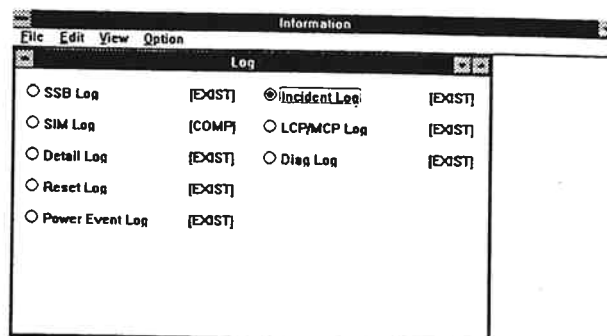 Information
File Edit View Option
Log
SSB Log [EXIST] Incident Log [EXIST]
SIM Log [COMP] LCP/MCP Log [EXIST]
Detail Log [EXIST] Diag Log [EXIST]
Reset Log [EXIST]
Power Event Log [EXIST]